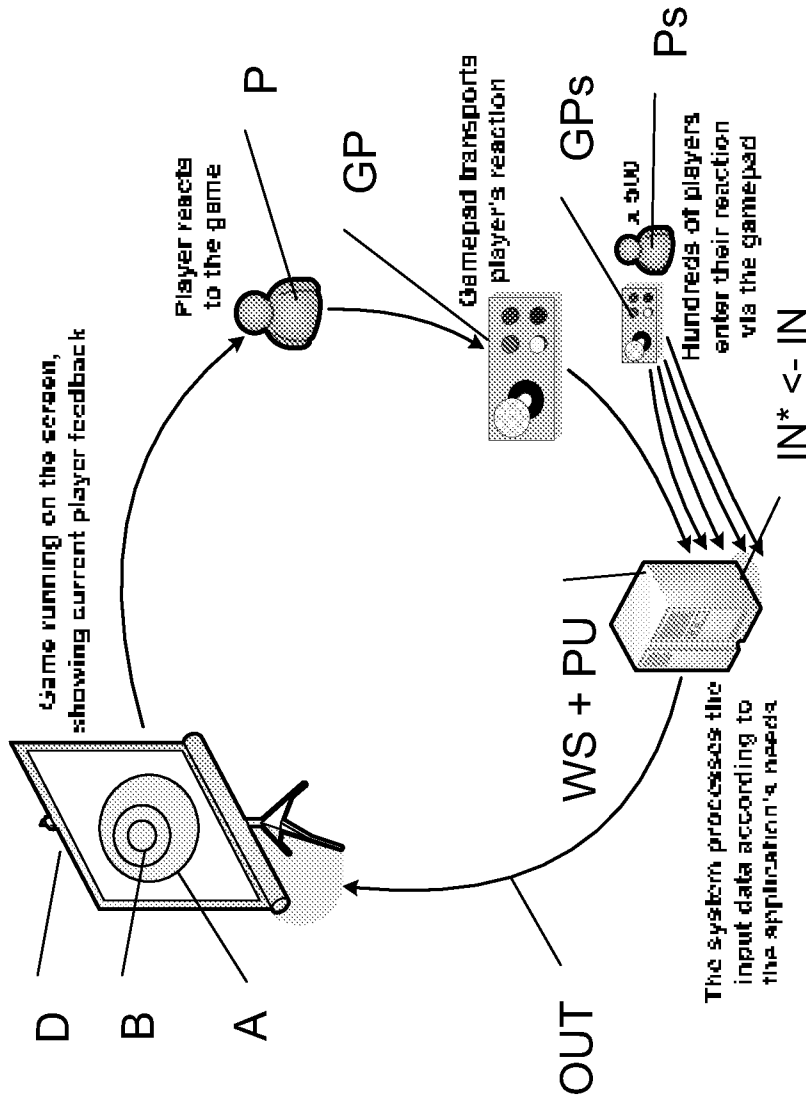 Game running on the screen,
showing current player feedback
D
B
A
Player reacts
to the game
P
GP
Gamepad transports
player's reaction
GPs
x 500
Ps
Hundreds of players
enter their reaction
via the gamepad
IN* <- IN
WS + PU
The system processes the
input data according to
the application's needs
OUT